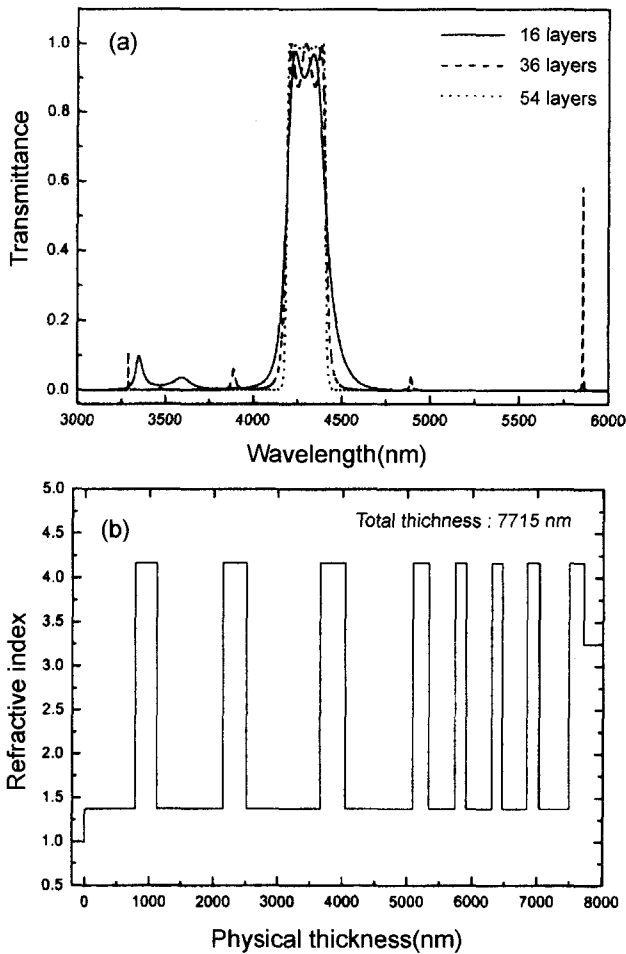 (a)
16 layers
36 layers
54 layers
Transmittance
1.0
0.8
0.6
0.4
0.2
0.0
3000 3500 4000 4500 5000 5500 6000
Wavelength(nm)
(b)
Total thichness : 7715 nm
Refractive index
5.0
4.5
4.0
3.5
3.0
2.5
2.0
1.5
1.0
0.5
0 1000 2000 3000 4000 5000 6000 7000 8000
Physical thickness(nm)